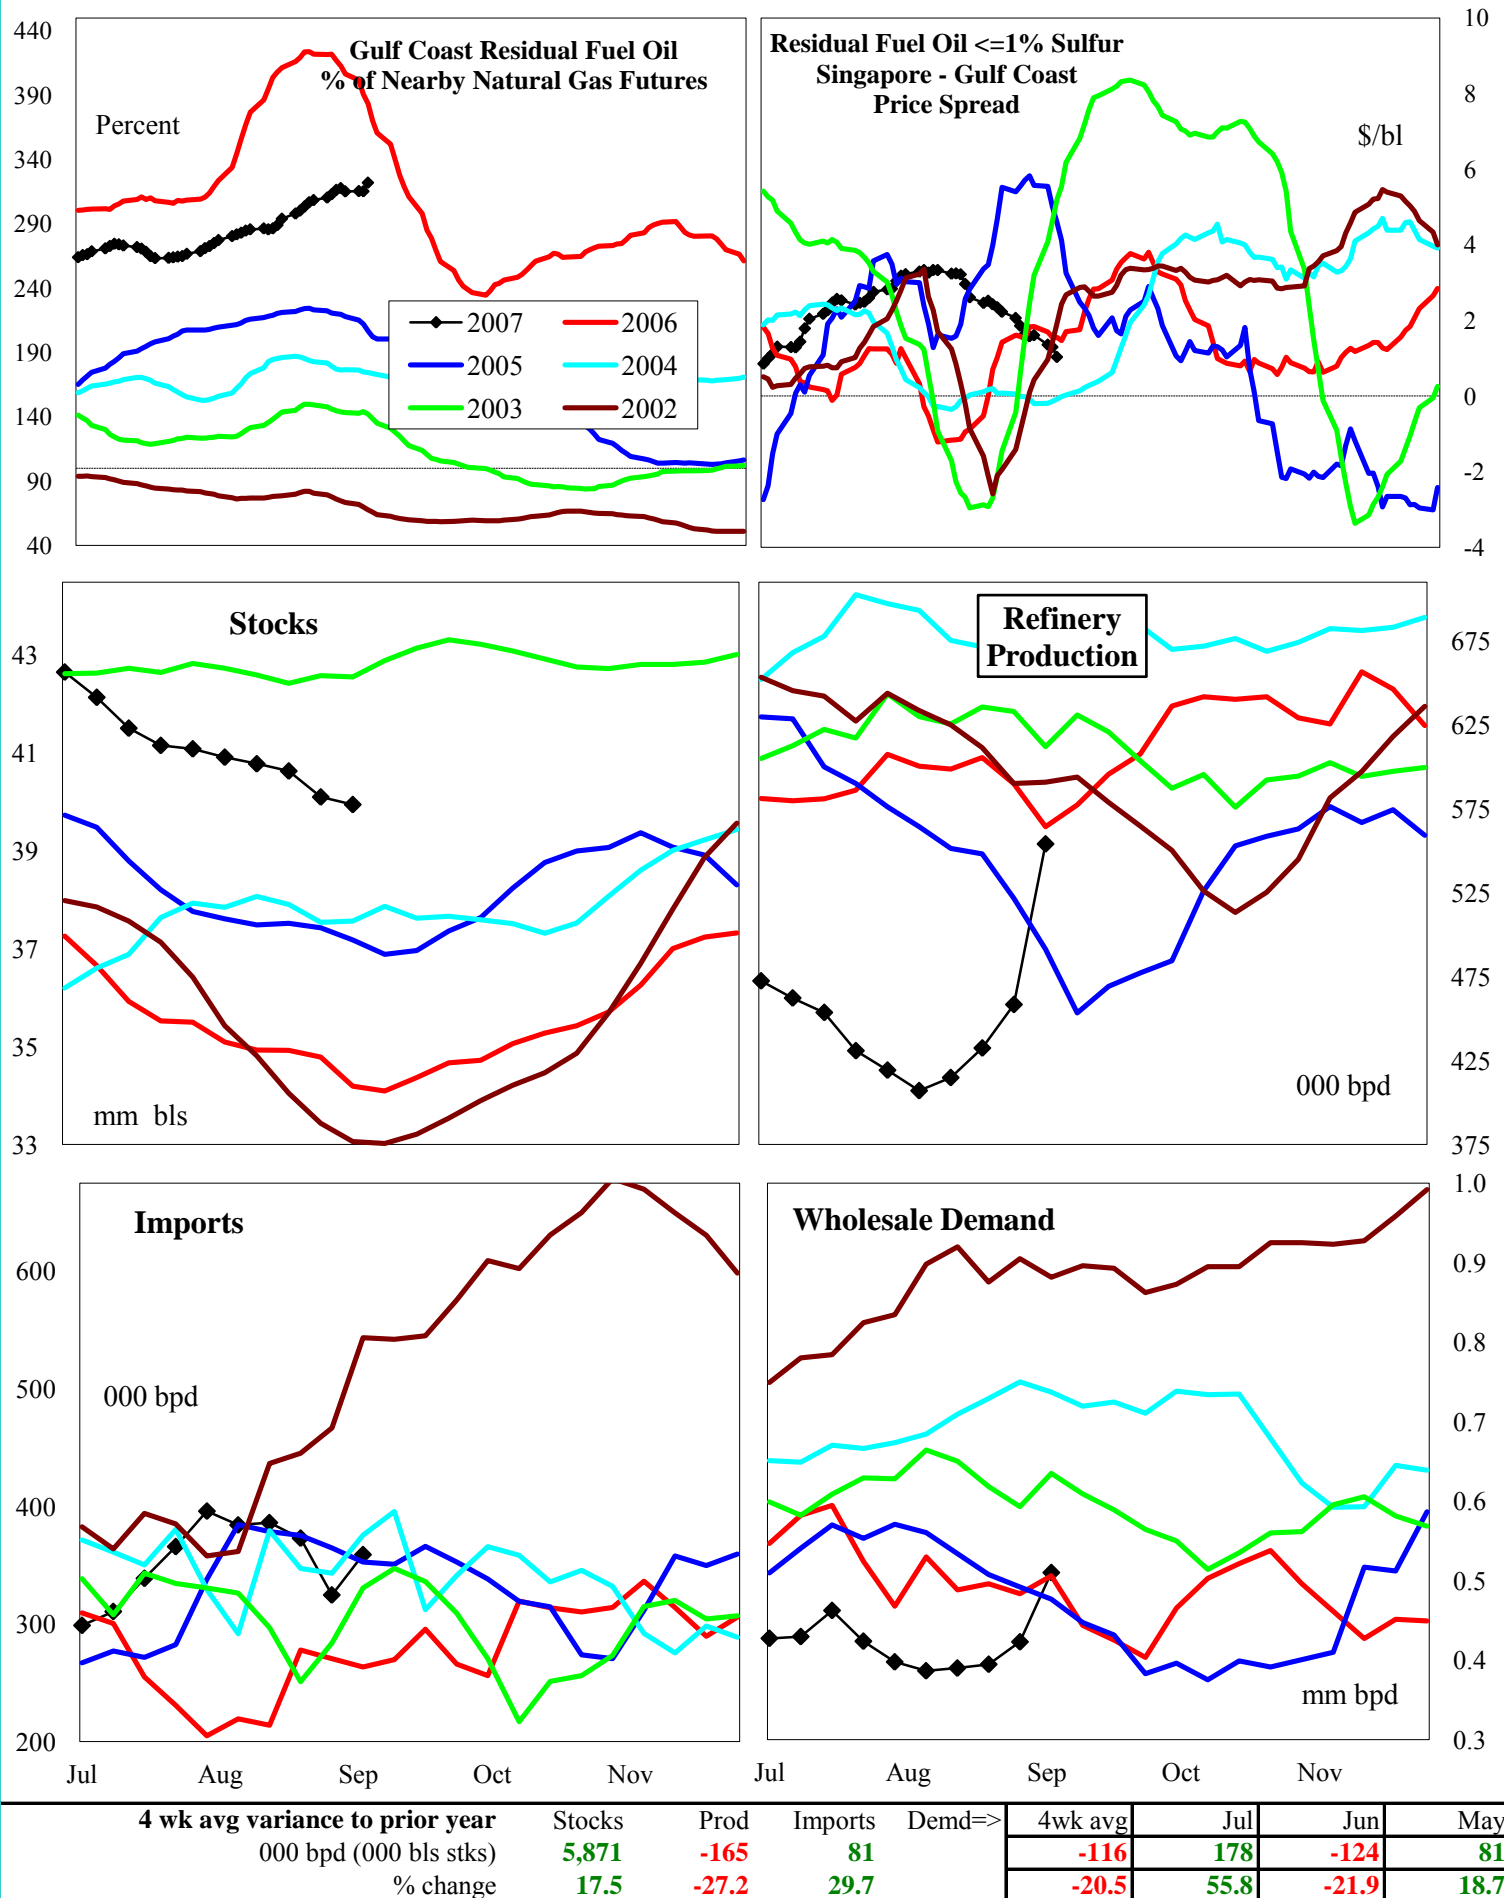 Gulf Coast Residual Fuel Oil
% of Nearby Natural Gas Futures
Percent
440
390
340
290
240
190
140
90
40
2007
2006
2005
2004
2003
2002
Residual Fuel Oil <=1% Sulfur
Singapore - Gulf Coast
Price Spread
$/bl
10
8
6
4
2
0
-2
-4
Stocks
43
41
39
37
35
33
mm bls
Refinery
Production
675
625
575
525
475
425
375
000 bpd
Imports
600
500
400
300
200
000 bpd
Jul Aug Sep Oct Nov
Wholesale Demand
1.0
0.9
0.8
0.7
0.6
0.5
0.4
0.3
mm bpd
Jul Aug Sep Oct Nov
4 wk avg variance to prior year Stocks Prod Imports Demd=> 4wk avg Jul Jun May
000 bpd (000 bls stks) 5,871 -165 81 -116 178 -124 81
% change 17.5 -27.2 29.7 -20.5 55.8 -21.9 18.7